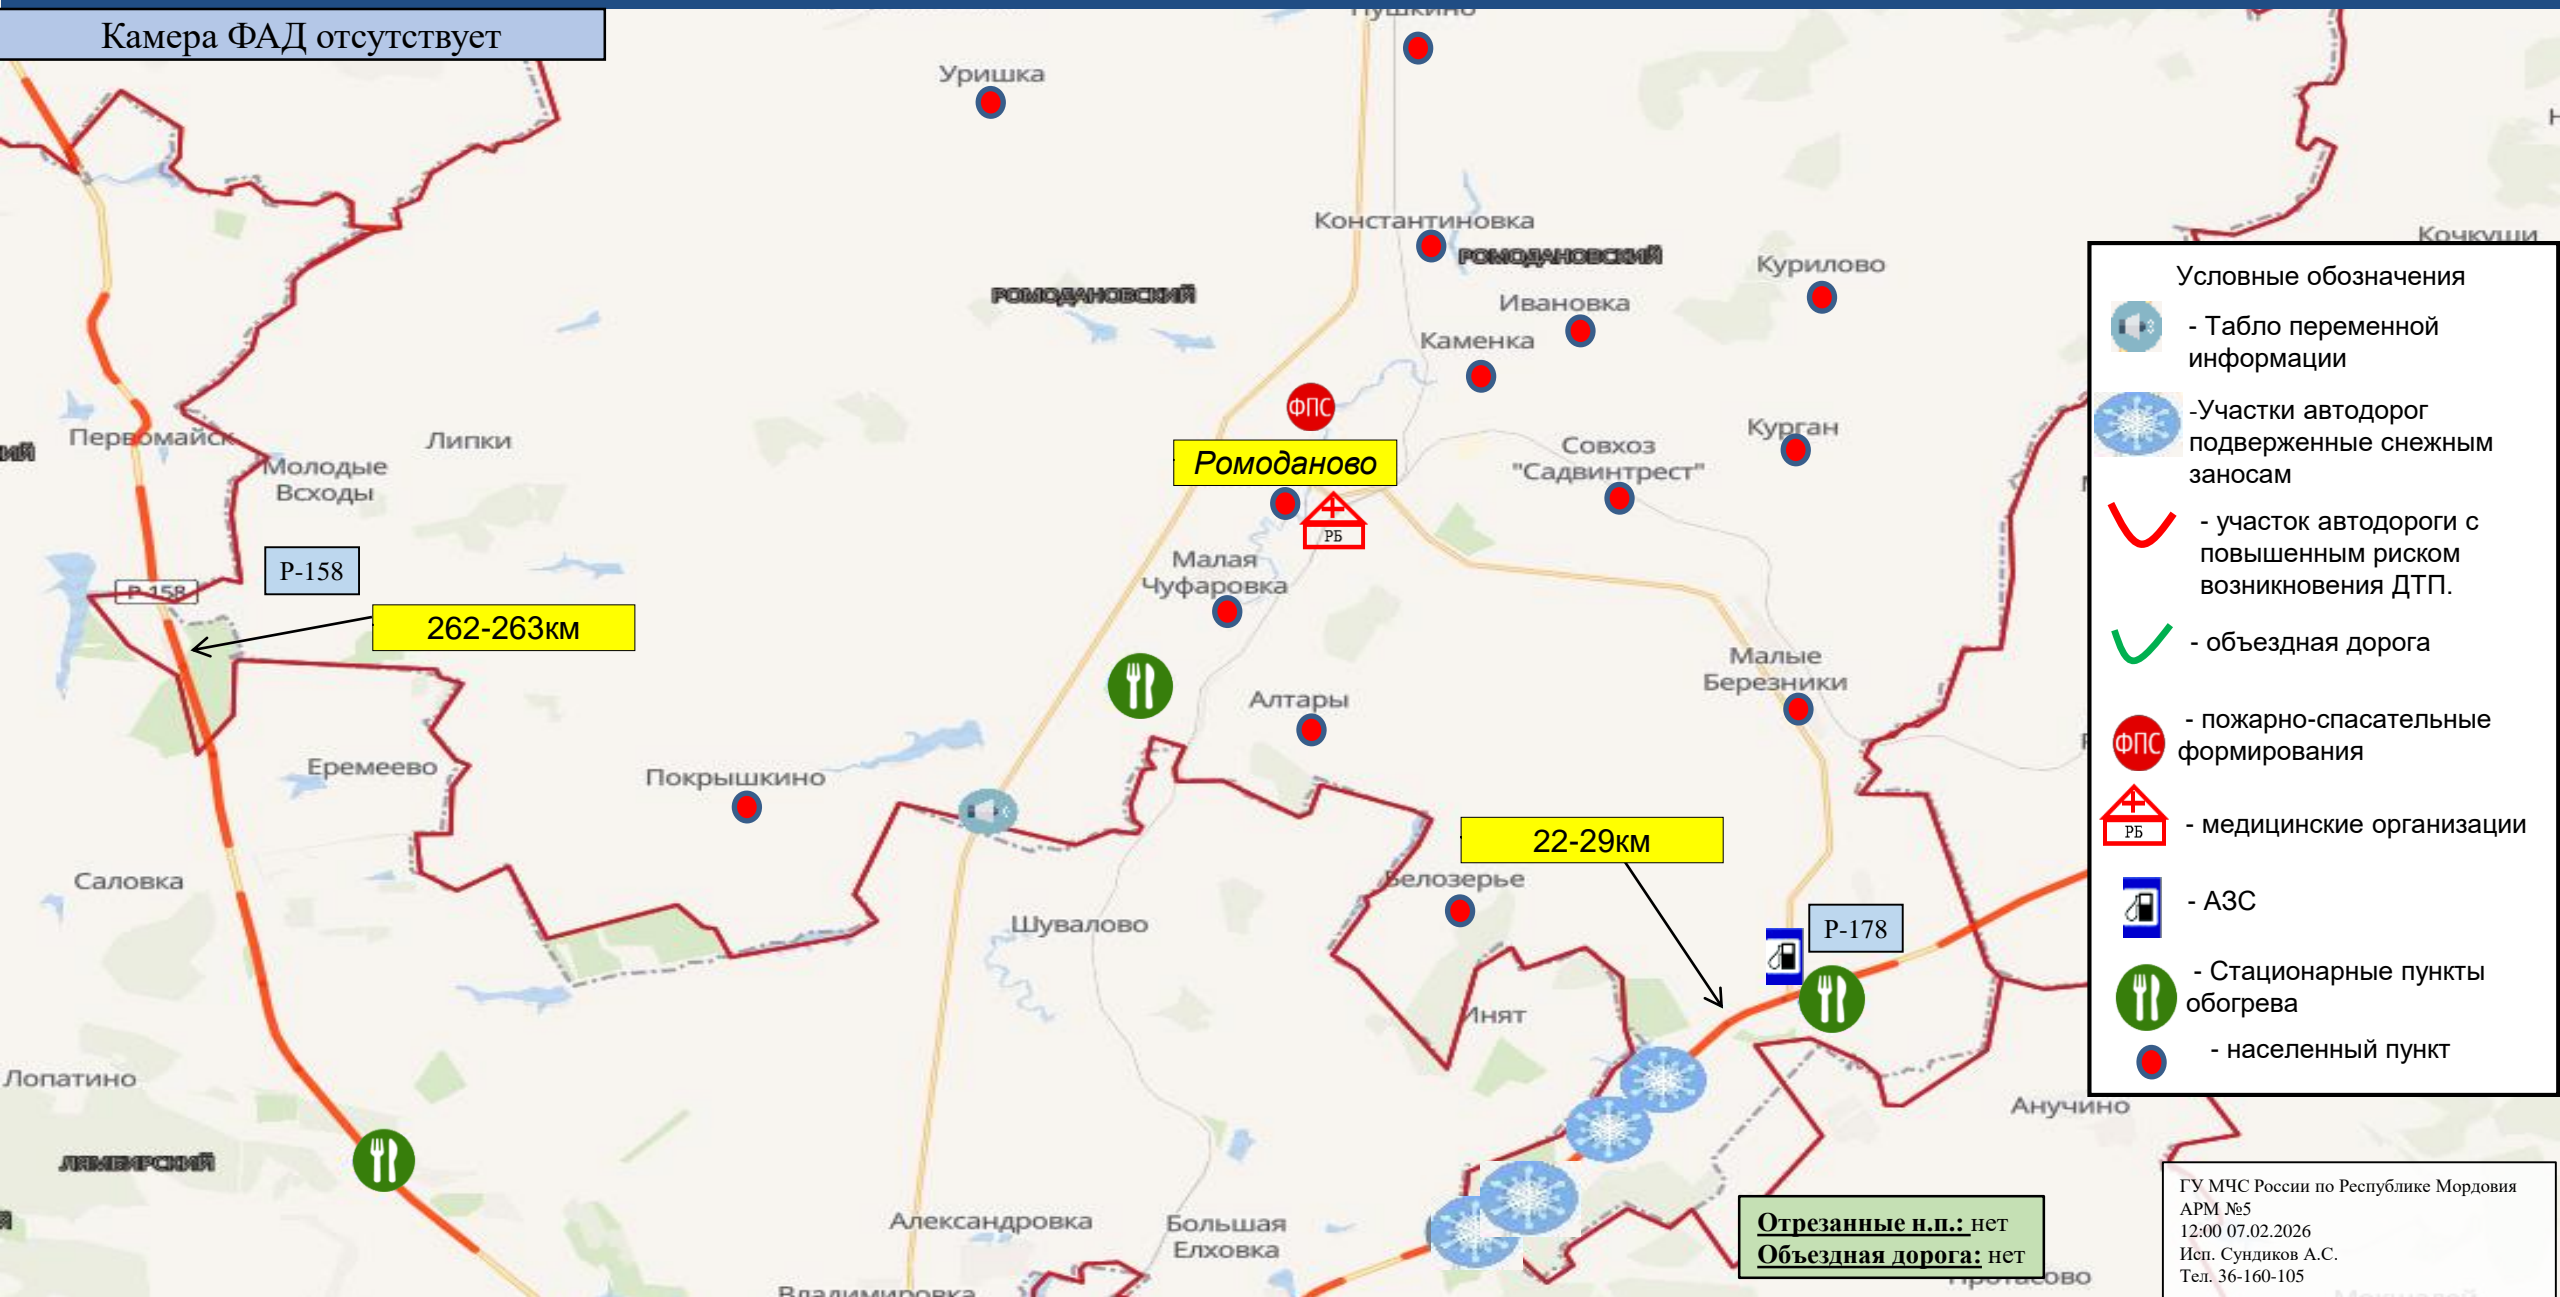 Камера ФАД отсутствует
Уришка
Константиновка
РОМОДАНОВСКИЙ
РОМОДАНОВСКИЙ
Курилово
Кочкуши
Ивановка
Каменка
ФПС
Ромоданово
РБ
Первомайск
Липки
Молодые
Всходы
Совхоз
"Садвинтрест"
Курган
Р-158
Р-158
262-263км
Малая
Чуфаровка
Алтары
Малые
Березники
Еремеево
Покрышкино
22-29км
Белозерье
Саловка
Шувалово
Р-178
Инят
Лопатино
ЛЯМБИРСКИЙ
Анучино
Александровка
Большая
Елховка
Владимировка
Отрезанные н.п.: нет
Объездная дорога: нет
Условные обозначения
- Табло переменной
информации
-Участки автодорог
подверженные снежным
заносам
- участок автодороги с
повышенным риском
возникновения ДТП.
- объездная дорога
ФПС
- пожарно-спасательные
формирования
РБ
- медицинские организации
- АЗС
- Стационарные пункты
обогрева
- населенный пункт
ГУ МЧС России по Республике Мордовия
АРМ №5
12:00 07.02.2026
Исп. Сундиков А.С.
Тел. 36-160-105